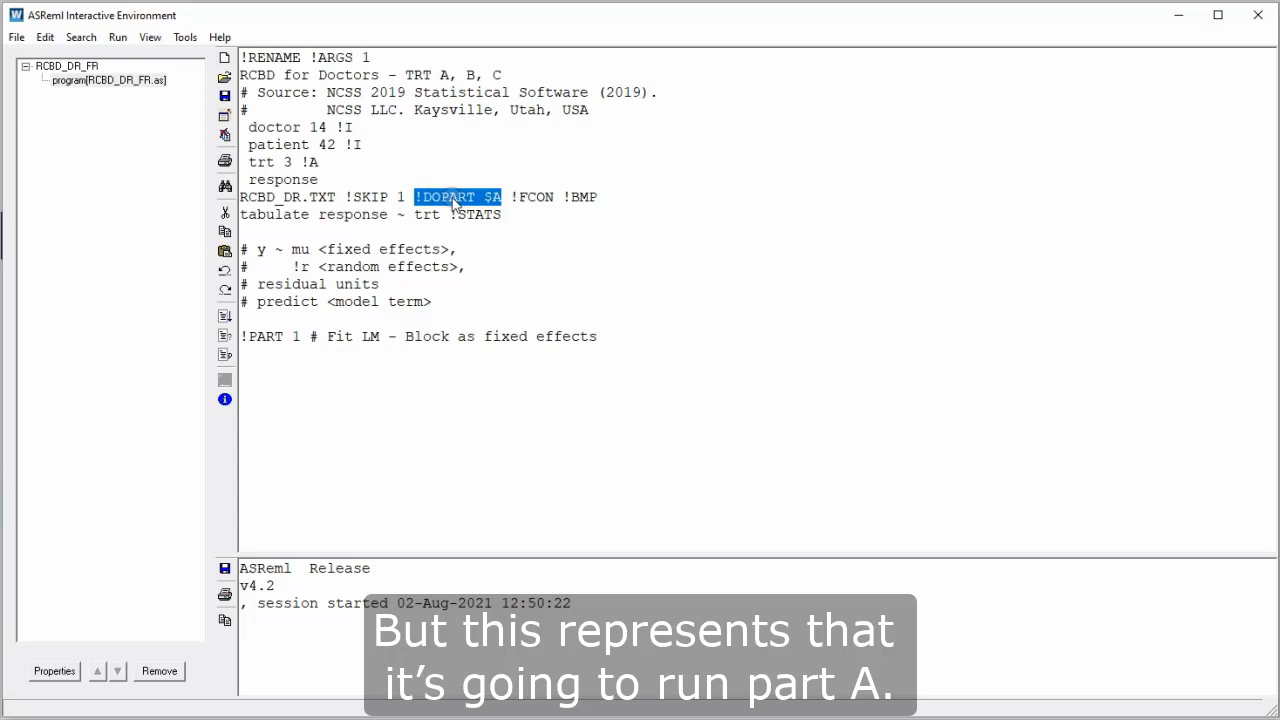 ASReml Interactive Environment
File Edit Search Run View Tools Help
RCBD_DR_FR
program[RCBD_DR_FR.as]
!RENAME !ARGS 1
RCBD for Doctors - TRT A, B, C
# Source: NCSS 2019 Statistical Software (2019).
# NCSS LLC. Kaysville, Utah, USA
doctor 14 !I
patient 42 !I
trt 3 !A
response
RCBD_DR.TXT !SKIP 1 !DOPART $A !FCON !BMP
tabulate response ~ trt !STATS
# y ~ mu <fixed effects>,
# !r <random effects>,
# residual units
# predict <model term>
!PART 1 # Fit LM - Block as fixed effects
Properties
Remove
ASReml Release
v4.2
, session started 02-Aug-2021 12:50:22
But this represents that
it’s going to run part A.